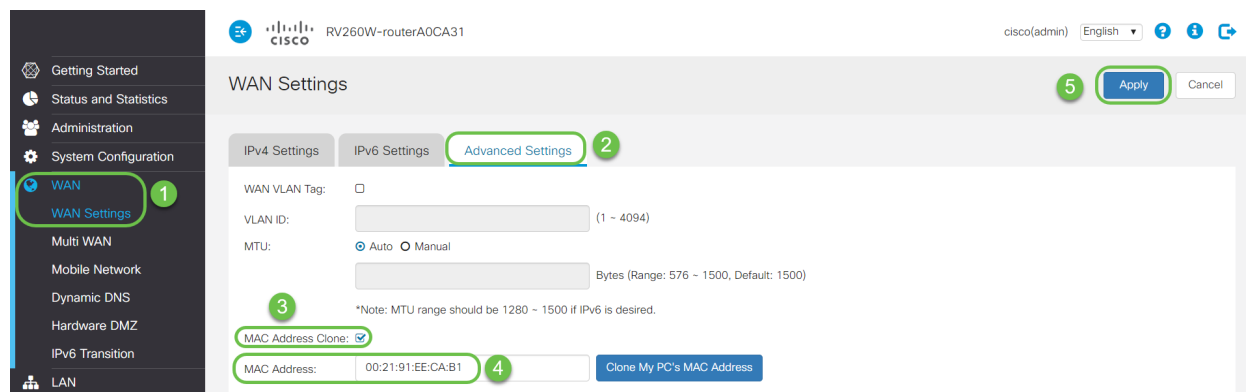 CISCO RV260W-routerA0CA31 cisco(admin) English
Getting Started
WAN Settings 5 Apply Cancel
Status and Statistics
Administration
IPv4 Settings IPv6 Settings Advanced Settings 2
System Configuration
WAN 1
WAN VLAN Tag:
WAN Settings
VLAN ID: (1 ~ 4094)
Multi WAN
MTU: Auto Manual
Mobile Network
Bytes (Range: 576 ~ 1500, Default: 1500)
Dynamic DNS
3
*Note: MTU range should be 1280 ~ 1500 if IPv6 is desired.
Hardware DMZ
MAC Address Clone:
IPv6 Transition
MAC Address: 00:21:91:EE:CA:B1 4 Clone My PC's MAC Address
LAN